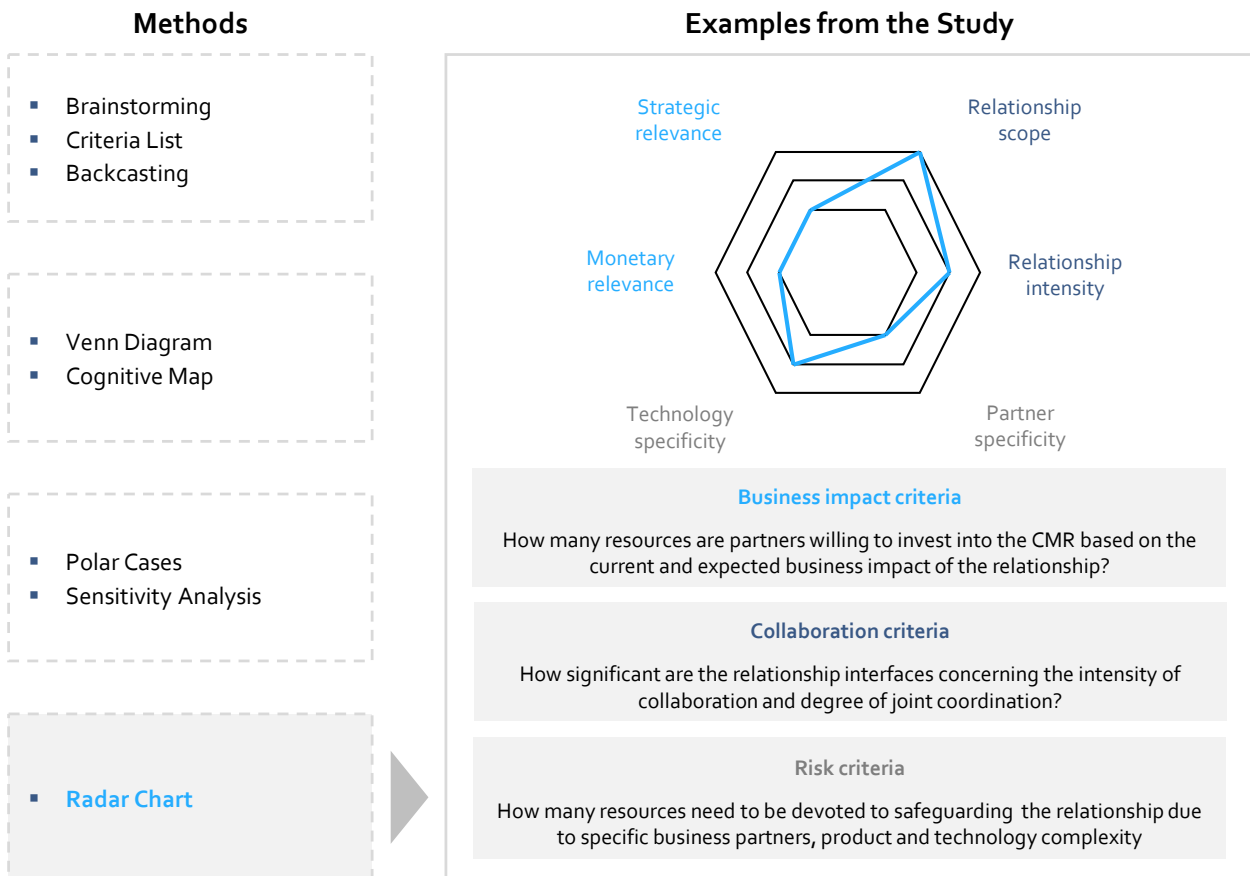 Methods
Examples from the Study
▪ Brainstorming
▪ Criteria List
▪ Backcasting
▪ Venn Diagram
▪ Cognitive Map
▪ Polar Cases
▪ Sensitivity Analysis
▪ Radar Chart
Strategic
relevance
Relationship
scope
Monetary
relevance
Relationship
intensity
Technology
specificity
Partner
specificity
Business impact criteria
How many resources are partners willing to invest into the CMR based on the
current and expected business impact of the relationship?
Collaboration criteria
How significant are the relationship interfaces concerning the intensity of
collaboration and degree of joint coordination?
Risk criteria
How many resources need to be devoted to safeguarding  the relationship due
to specific business partners, product and technology complexity